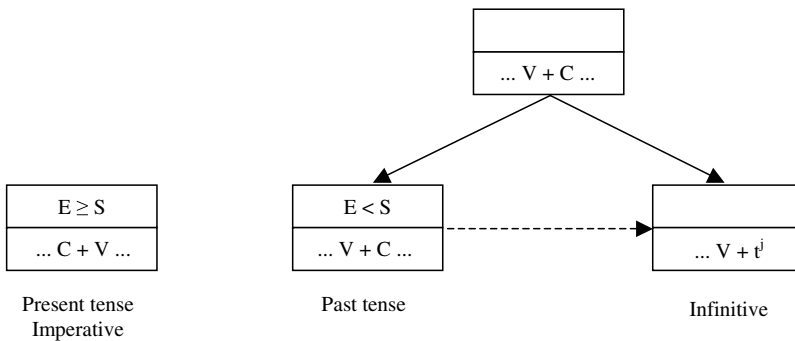 ... V + C ...
E ≥ S
... C + V ...
Present tense
Imperative
E < S
... V + C ...
Past tense
... V + tʲ
Infinitive